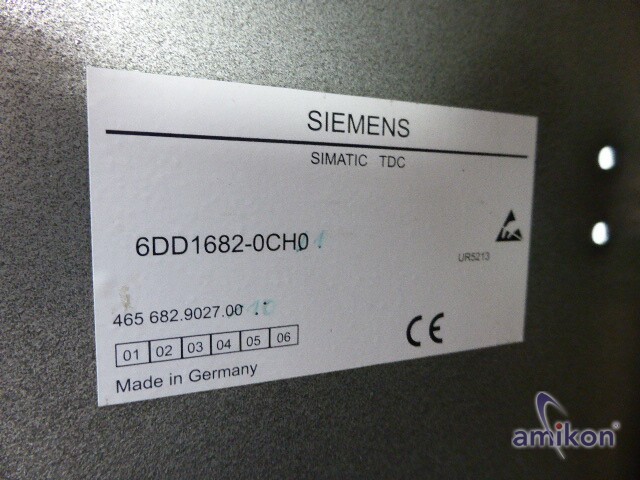 SIEMENS
SIMATIC TDC
6DD1682-0CH0
UR5213
465 682.9027.00
01 02 03 04 05 06
Made in Germany
CE
amikon